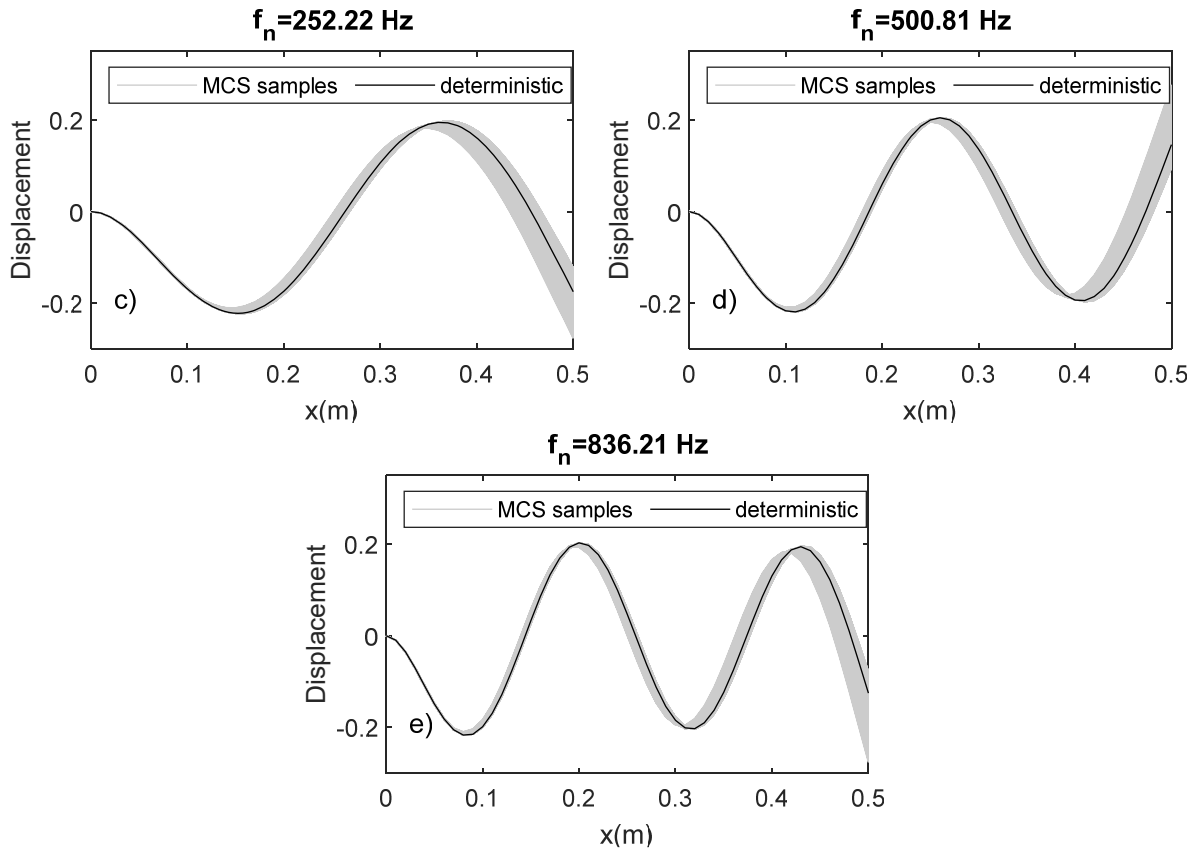 f_n=252.22 Hz
MCS samples deterministic
Displacement
0.2
0
-0.2
c)
0 0.1 0.2 0.3 0.4 0.5
x(m)
f_n=500.81 Hz
MCS samples deterministic
Displacement
0.2
0
-0.2
d)
0 0.1 0.2 0.3 0.4 0.5
x(m)
f_n=836.21 Hz
MCS samples deterministic
Displacement
0.2
0
-0.2
e)
0 0.1 0.2 0.3 0.4 0.5
x(m)